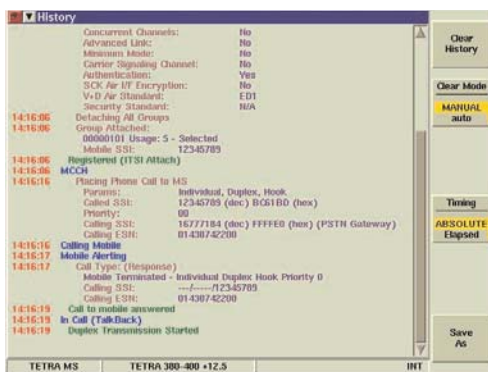 History
Concurrent Channels: No
Advanced Link: No
Minimum Mode: No
Carrier Signaling Channel: No
Authentication: Yes
SCK Air I/F Encryption: No
V+D Air Standard: ED1
Security Standard: N/A
14:16:06 Detaching All Groups
14:16:06 Group Attached:
00000101 Usage: 5 - Selected
Mobile SSI: 12345789
14:16:06 Registered (ITSI Attach)
14:16:06 MCCH
14:16:16 Placing Phone Call to MS
Params: Individual, Duplex, Hook
Called SSI: 12345789 (dec) BC61BD (hex)
Priority: 00
Calling SSI: 16777184 (dec) FFFFE0 (hex) (PSTN Gateway)
Calling ESN: 01438742200
14:16:16 Calling Mobile
14:16:17 Mobile Alerting
14:16:17 Call Type: (Response)
Mobile Terminated - Individual Duplex Hook Priority 0
Calling SSI: ---/-----/12345789
Calling ESN: 01438742200
14:16:19 Call to mobile answered
14:16:19 In Call (TalkBack)
14:16:19 Duplex Transmission Started
TETRA MS TETRA 380-400 +12.5 INT
Clear
History
Clear Mode
MANUAL
auto
Timing
ABSOLUTE
Elapsed
Save
As